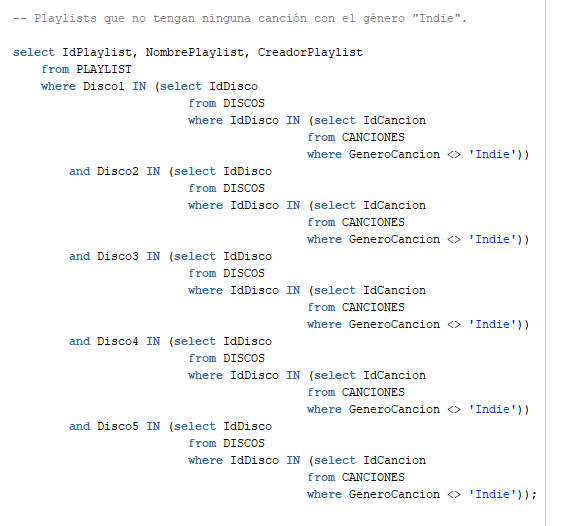 -- Playlists que no tengan ninguna canción con el género "Indie".
select IdPlaylist, NombrePlaylist, CreadorPlaylist
from PLAYLIST
where Disco1 IN (select IdDisco
from DISCOS
where IdDisco IN (select IdCancion
from CANCIONES
where GeneroCancion <> 'Indie'))
and Disco2 IN (select IdDisco
from DISCOS
where IdDisco IN (select IdCancion
from CANCIONES
where GeneroCancion <> 'Indie'))
and Disco3 IN (select IdDisco
from DISCOS
where IdDisco IN (select IdCancion
from CANCIONES
where GeneroCancion <> 'Indie'))
and Disco4 IN (select IdDisco
from DISCOS
where IdDisco IN (select IdCancion
from CANCIONES
where GeneroCancion <> 'Indie'))
and Disco5 IN (select IdDisco
from DISCOS
where IdDisco IN (select IdCancion
from CANCIONES
where GeneroCancion <> 'Indie'));